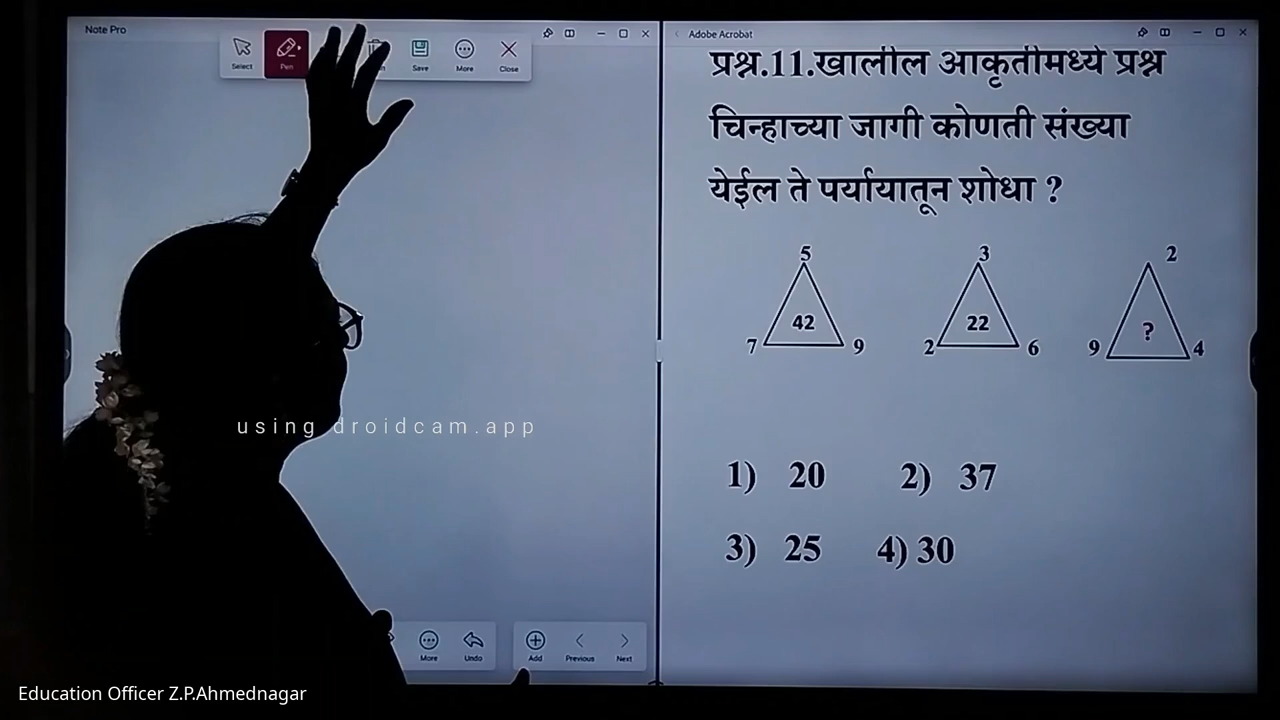 Note Pro
Select
Pen
Save
More
Close
Adobe Acrobat
प्रश्न.11.खालील आकृतीमध्ये प्रश्न
चिन्हाच्या जागी कोणती संख्या
येईल ते पर्यायातून शोधा ?
5
42
7
9
3
22
2
6
2
?
9
4
1) 20 2) 37
3) 25 4) 30
using droidcam.app
More
Undo
Add
Previous
Next
Education Officer Z.P.Ahmednagar